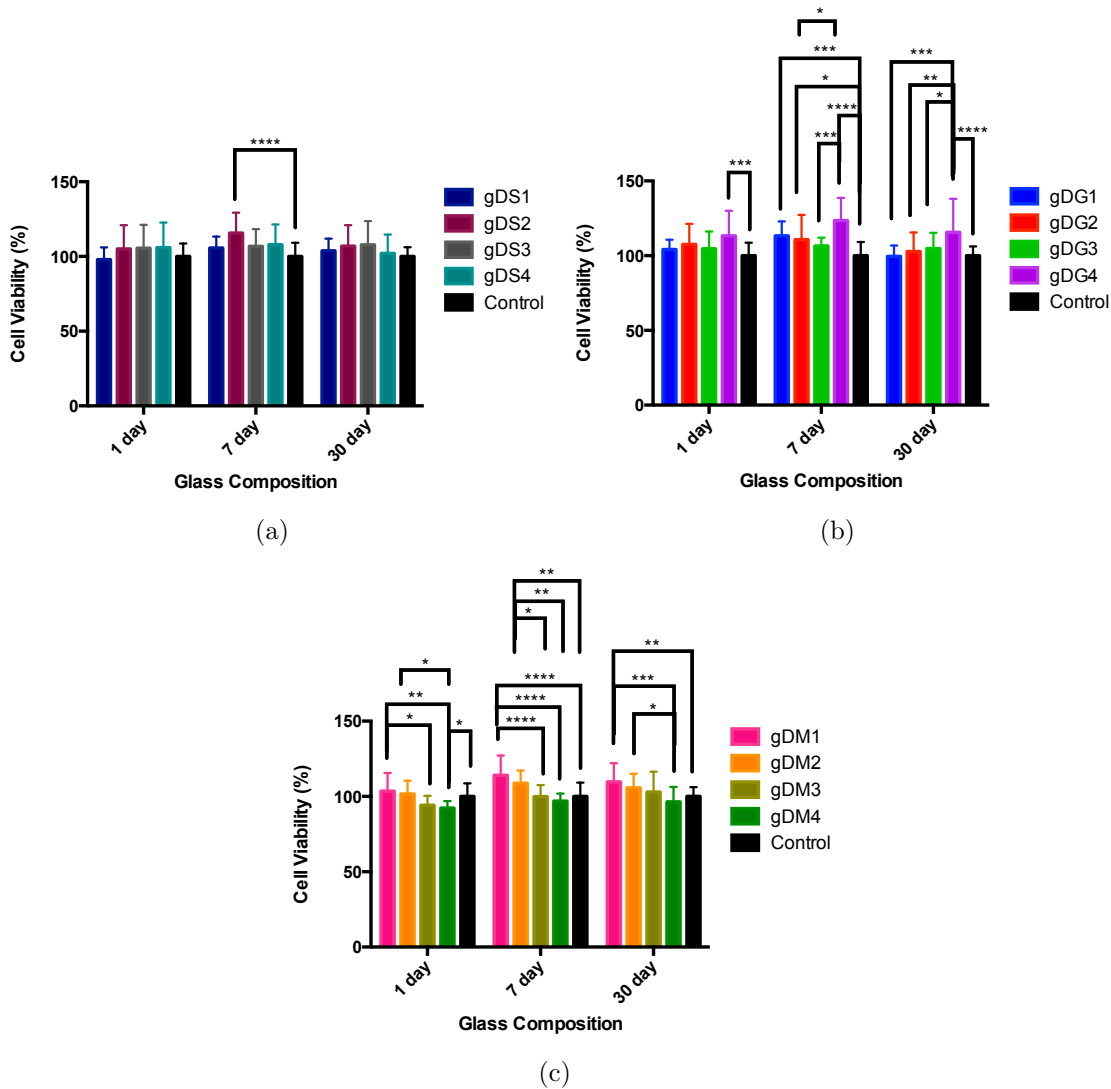 ****
150
100
50
0
Cell Viability (%)
1 day
7 day
30 day
Glass Composition
gDS1
gDS2
gDS3
gDS4
Control
(a)
*
***
***
*
**
*
****
***
****
***
150
100
50
0
Cell Viability (%)
1 day
7 day
30 day
Glass Composition
gDG1
gDG2
gDG3
gDG4
Control
(b)
**
**
*
**
*
****
***
**
****
*
*
*
****
150
100
50
0
Cell Viability (%)
1 day
7 day
30 day
Glass Composition
gDM1
gDM2
gDM3
gDM4
Control
(c)